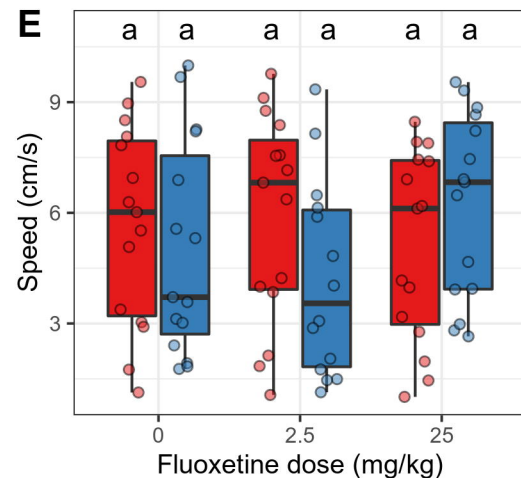 E
a a a a a a
Speed (cm/s)
9
6
3
0 2.5 25
Fluoxetine dose (mg/kg)